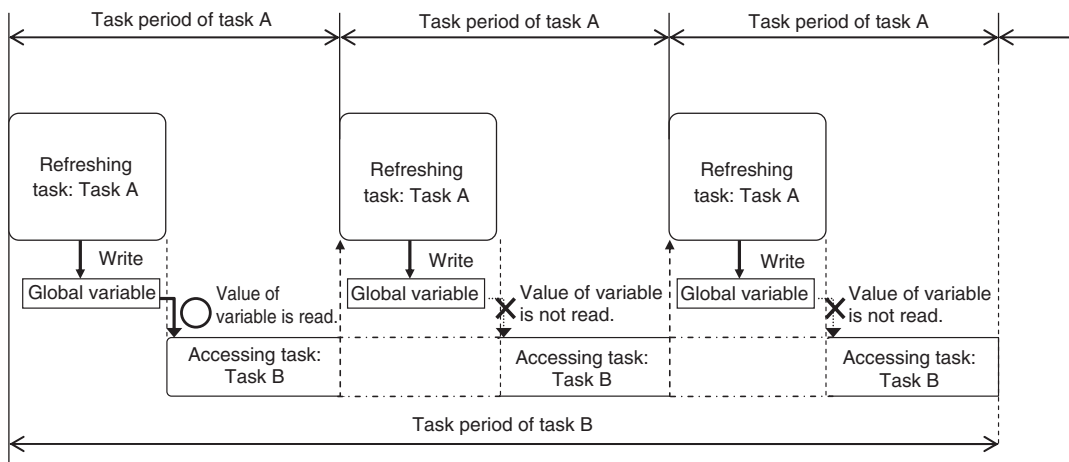 Task period of task A
Task period of task A
Task period of task A
Refreshing
task: Task A
Refreshing
task: Task A
Refreshing
task: Task A
Write
Write
Write
Global variable
Global variable
Global variable
Value of
variable is read.
Value of variable
is not read.
Value of variable
is not read.
Accessing task:
Task B
Accessing task:
Task B
Accessing task:
Task B
Task period of task B